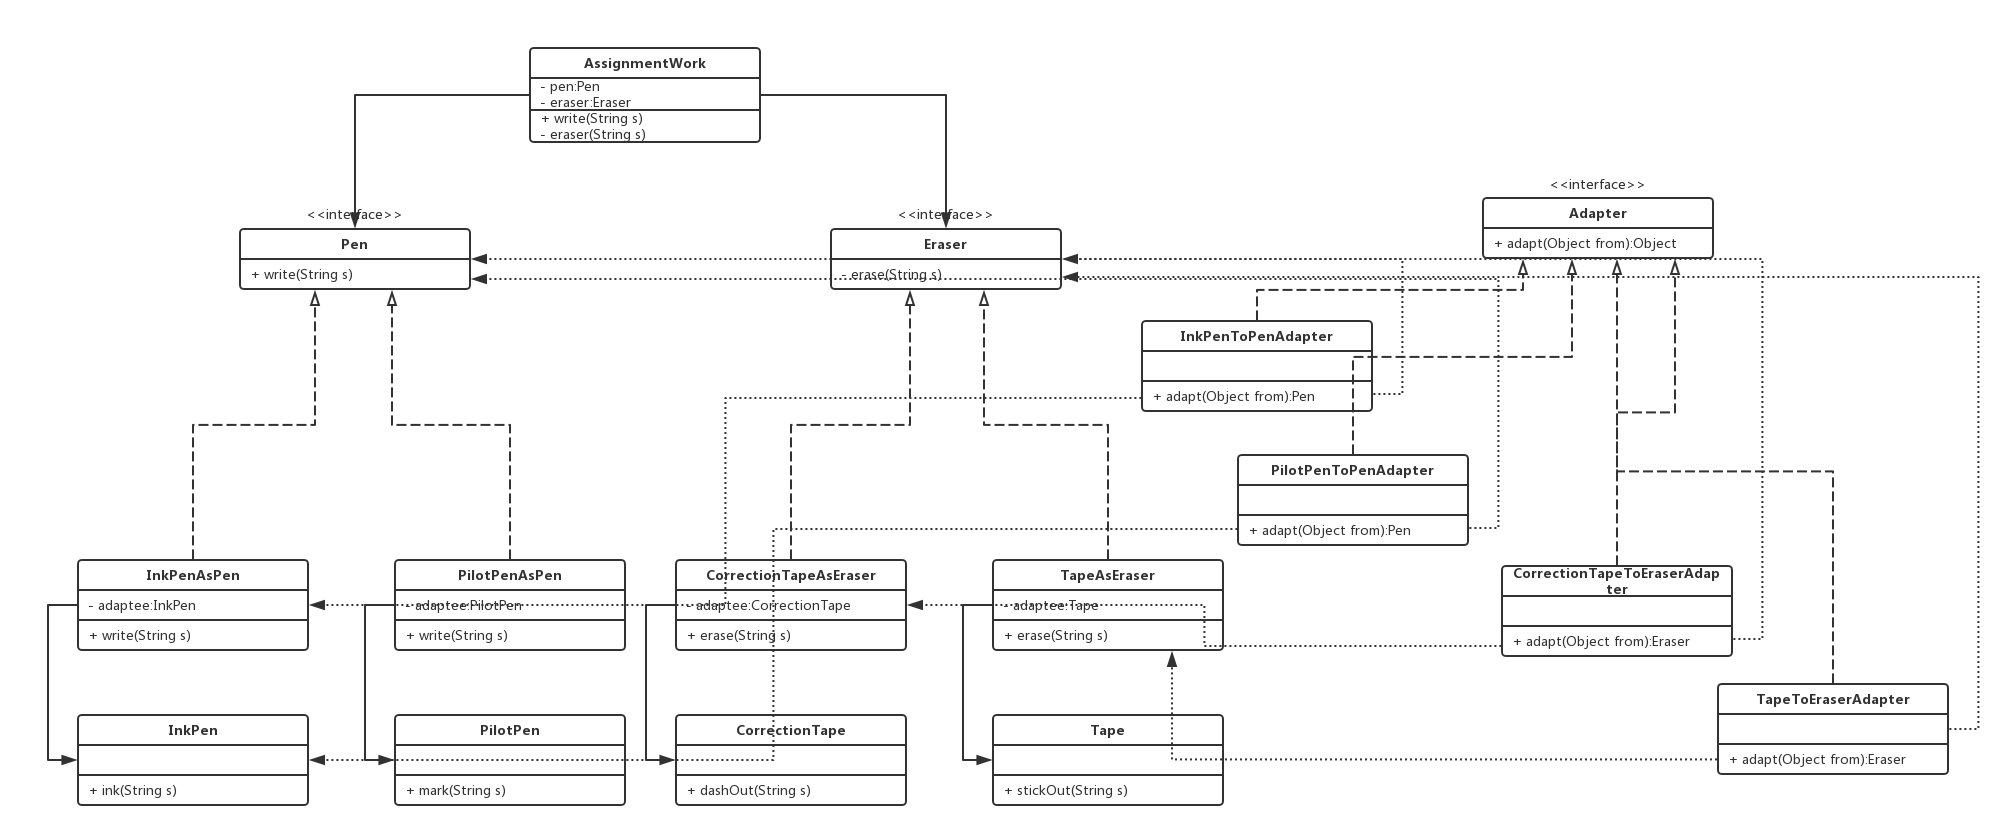 AssignmentWork
- pen:Pen
- eraser:Eraser
+ write(String s)
- eraser(String s)
<<interface>>
Pen
+ write(String s)
<<interface>>
Eraser
- erase(String s)
<<interface>>
Adapter
+ adapt(Object from):Object
InkPenToPenAdapter
+ adapt(Object from):Pen
PilotPenToPenAdapter
+ adapt(Object from):Pen
InkPenAsPen
- adaptee:InkPen
+ write(String s)
PilotPenAsPen
- adaptee:PilotPen
+ write(String s)
CorrectionTapeAsEraser
- adaptee:CorrectionTape
+ erase(String s)
TapeAsEraser
- adaptee:Tape
+ erase(String s)
CorrectionTapeToEraserAdap
ter
+ adapt(Object from):Eraser
TapeToEraserAdapter
+ adapt(Object from):Eraser
InkPen
+ ink(String s)
PilotPen
+ mark(String s)
CorrectionTape
+ dashOut(String s)
Tape
+ stickOut(String s)